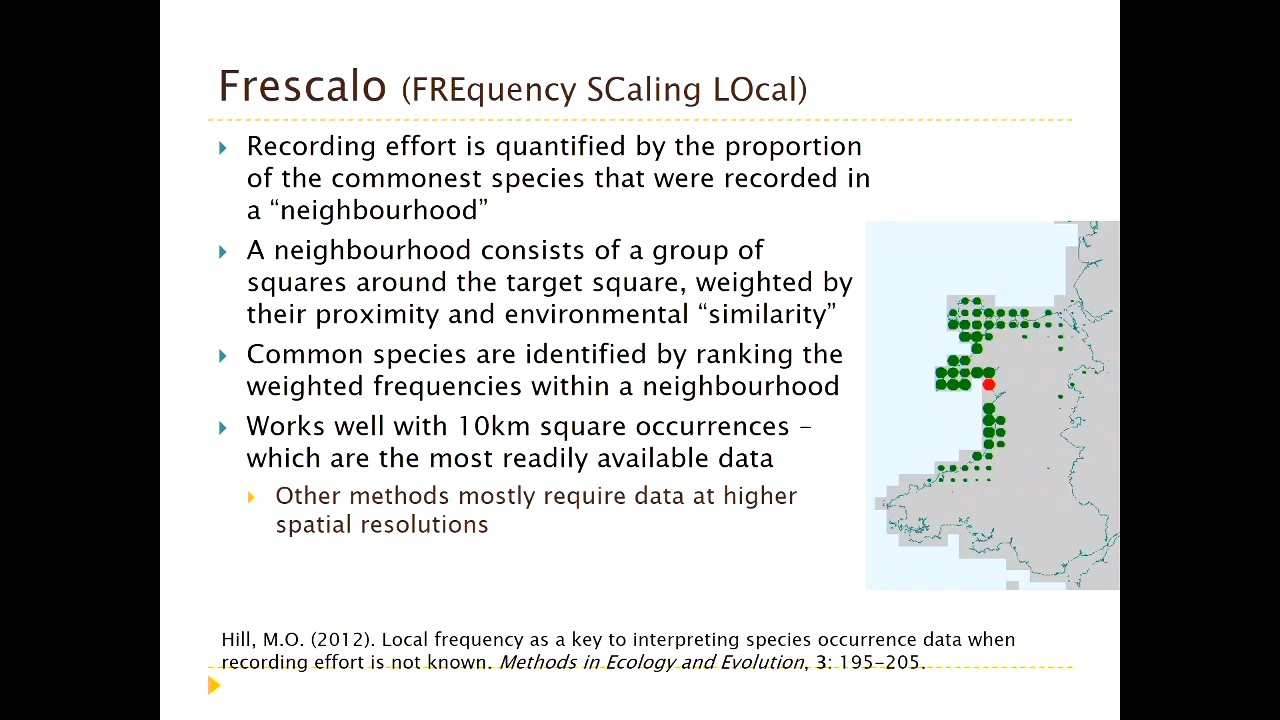 Frescalo (FREquency SCaling LOcal)
Recording effort is quantified by the proportion
of the commonest species that were recorded in
a “neighbourhood”
A neighbourhood consists of a group of
squares around the target square, weighted by
their proximity and environmental “similarity”
Common species are identified by ranking the
weighted frequencies within a neighbourhood
Works well with 10km square occurrences –
which are the most readily available data
Other methods mostly require data at higher
spatial resolutions
Hill, M.O. (2012). Local frequency as a key to interpreting species occurrence data when
recording effort is not known. Methods in Ecology and Evolution, 3: 195–205.